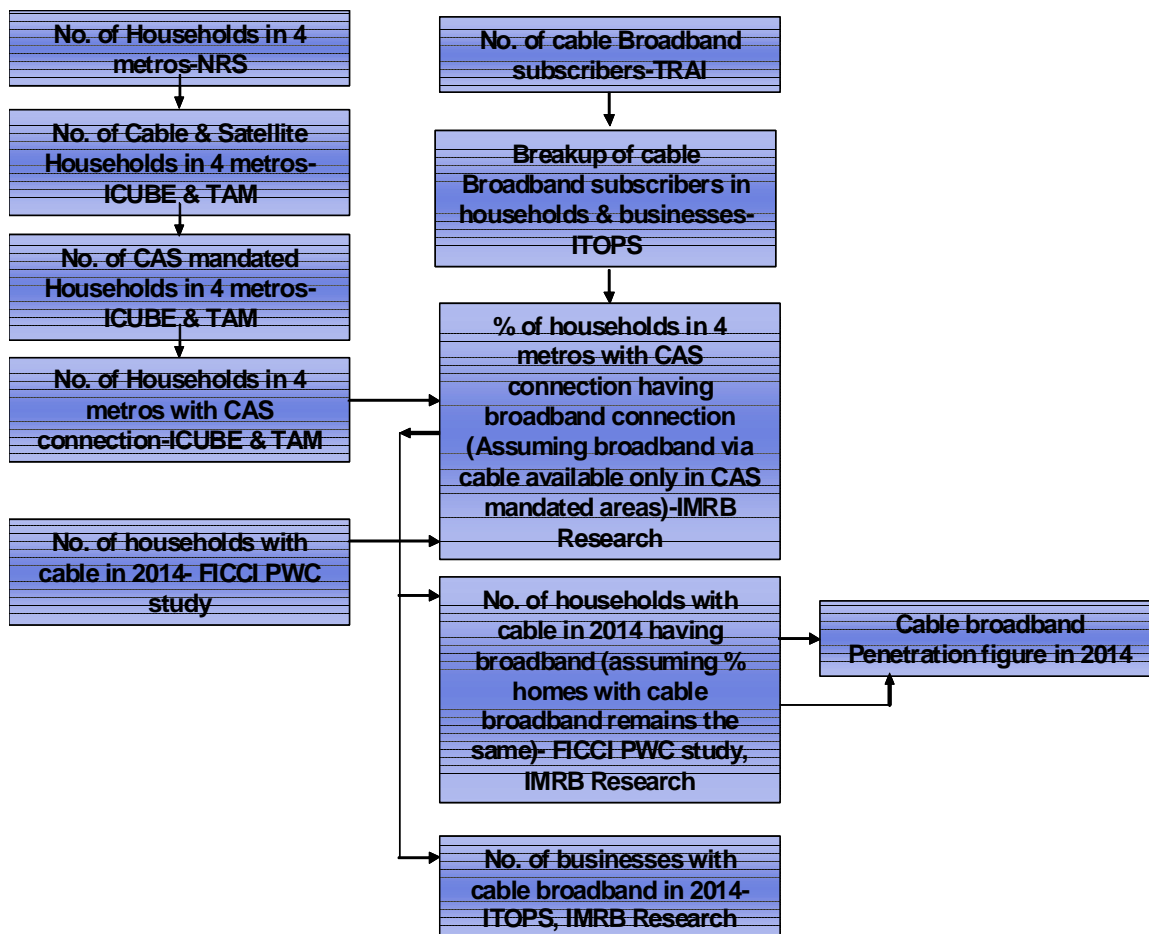 No. of Households in 4
metros-NRS
No. of Cable & Satellite
Households in 4 metros-
ICUBE & TAM
No. of CAS mandated
Households in 4 metros-
ICUBE & TAM
No. of Households in 4
metros with CAS
connection-ICUBE & TAM
No. of households with
cable in 2014- FICCI PWC
study
No. of cable Broadband
subscribers-TRAI
Breakup of cable
Broadband subscribers in
households & businesses-
ITOPS
% of households in 4
metros with CAS
connection having
broadband connection
(Assuming broadband via
cable available only in CAS
mandated areas)-IMRB
Research
No. of households with
cable in 2014 having
broadband (assuming %
homes with cable
broadband remains the
same)- FICCI PWC study,
IMRB Research
No. of businesses with
cable broadband in 2014-
ITOPS, IMRB Research
Cable broadband
Penetration figure in 2014